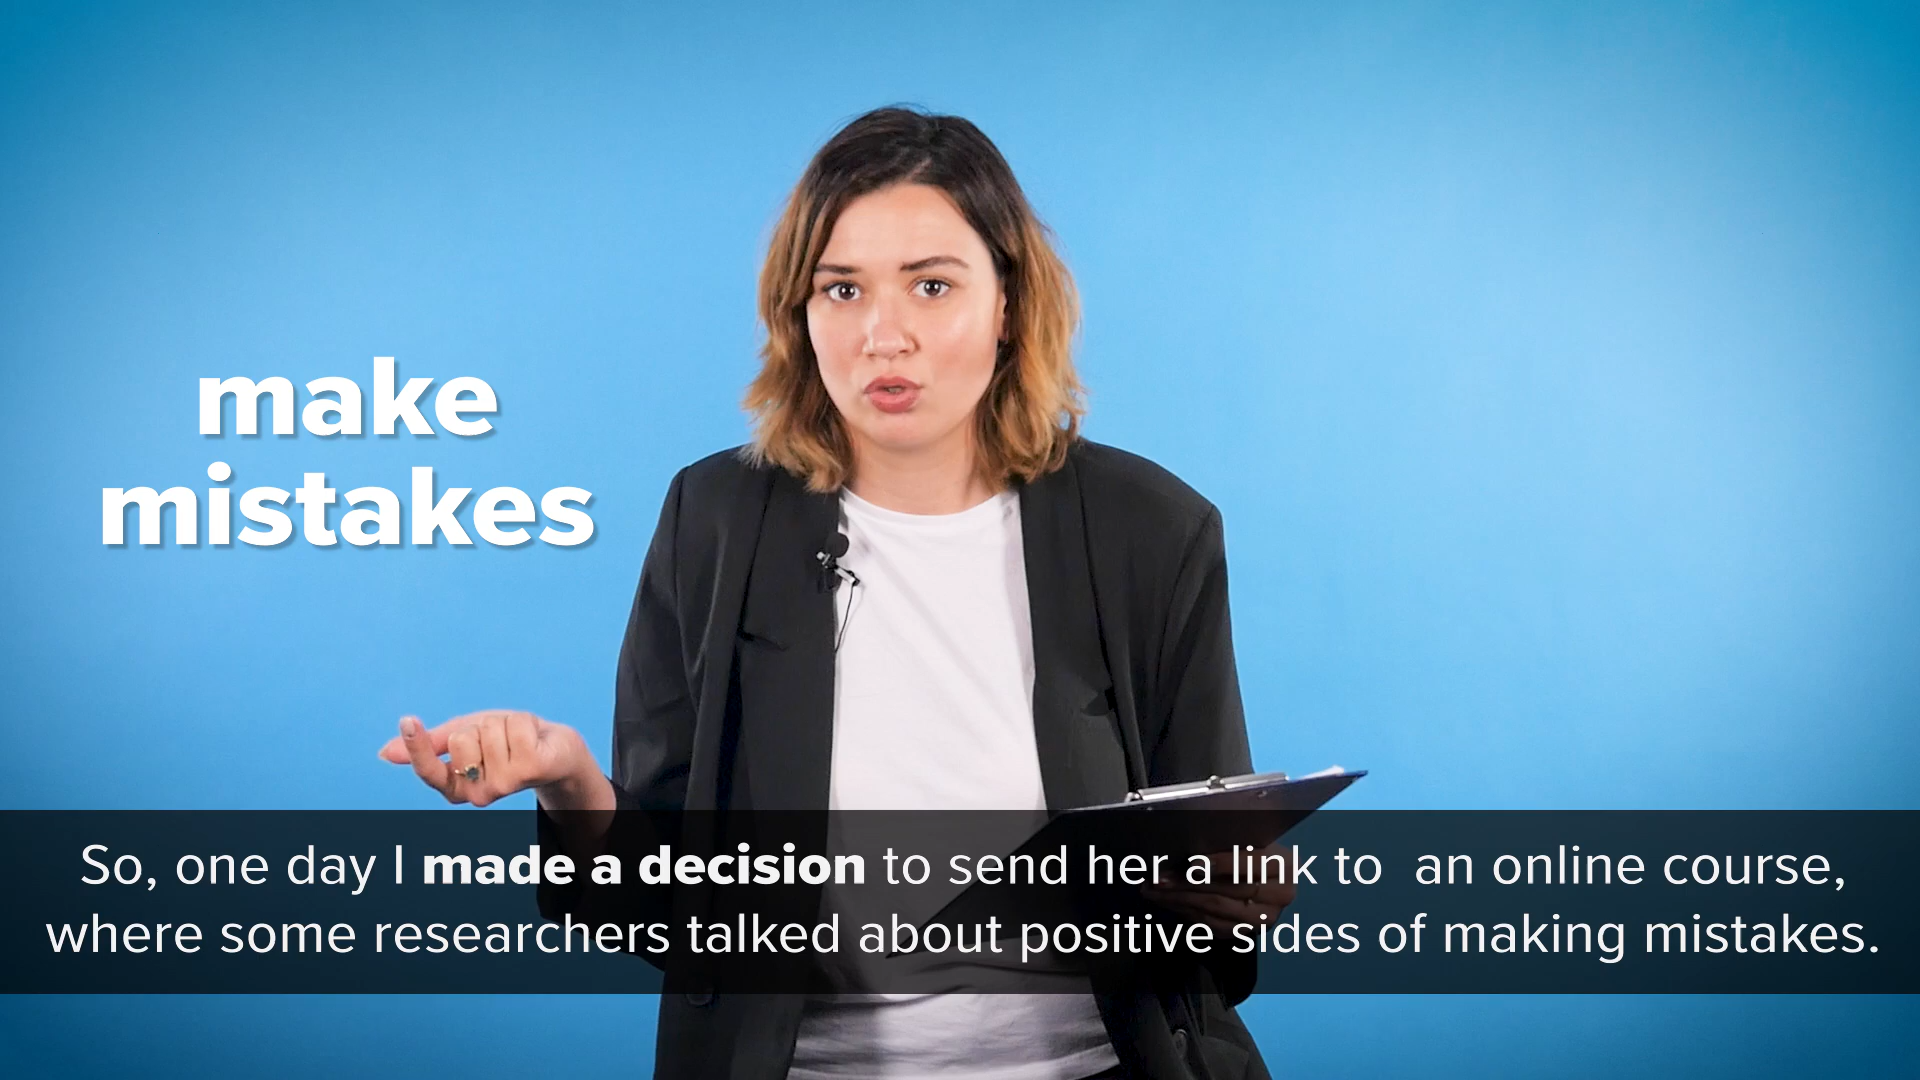 make
mistakes
So, one day I made a decision to send her a link to  an online course,
where some researchers talked about positive sides of making mistakes.